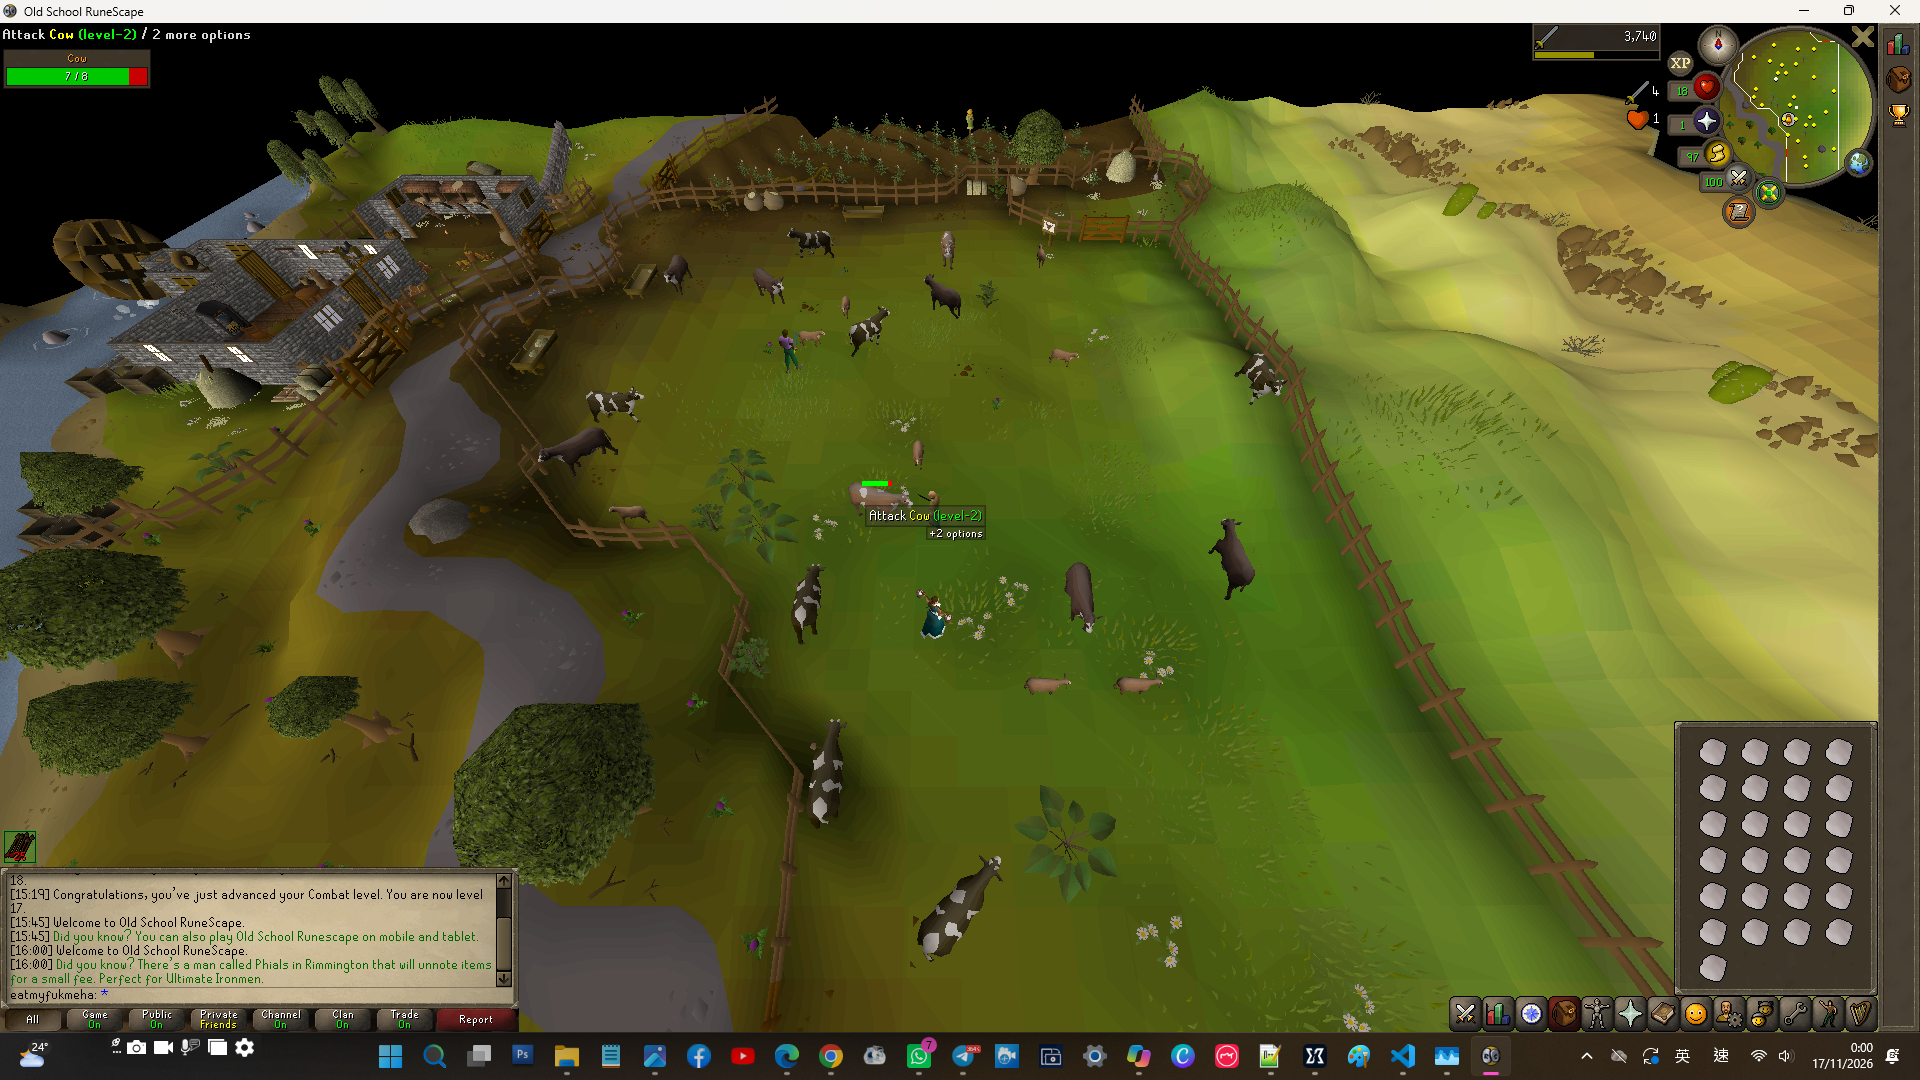 Old School RuneScape
Attack Cow (level-2) / 2 more options
Cow
7 / 8
3,740
N
XP
4
18
1
1
97
100
Attack Cow (level-2)
+2 options
18.
[15:19] Congratulations, you've just advanced your Combat level. You are now level
17.
[15:45] Welcome to Old School RuneScape.
[15:45] Did you know? You can also play Old School Runescape on mobile and tablet.
[16:00] Welcome to Old School RuneScape.
[16:00] Did you know? There's a man called Phials in Rimmington that will unnote items
for a small fee. Perfect for Ultimate Ironmen.
eatmyfukmeha: *
All
Game
On
Public
On
Private
Friends
Channel
On
Clan
On
Trade
On
Report
24°
Ps
7
英
速
0:00
17/11/2026